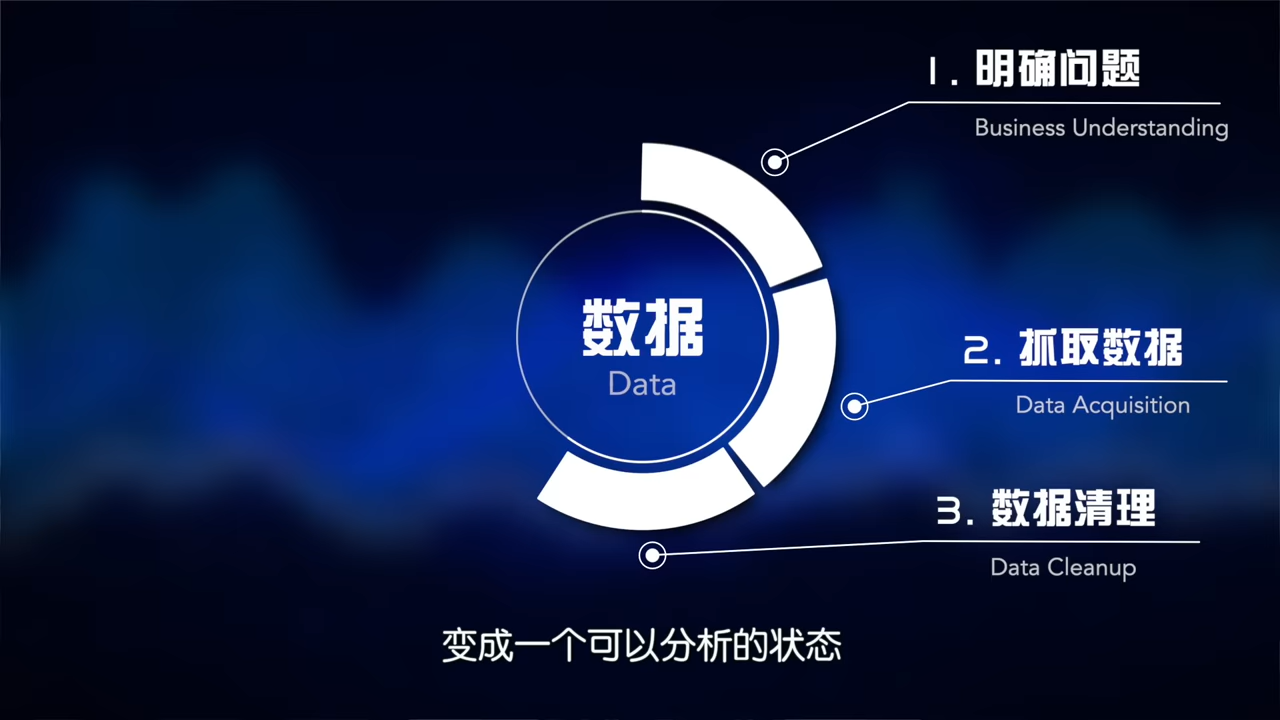 1. 明确问题
Business Understanding
数据
Data
2. 抓取数据
Data Acquisition
3. 数据清理
Data Cleanup
变成一个可以分析的状态